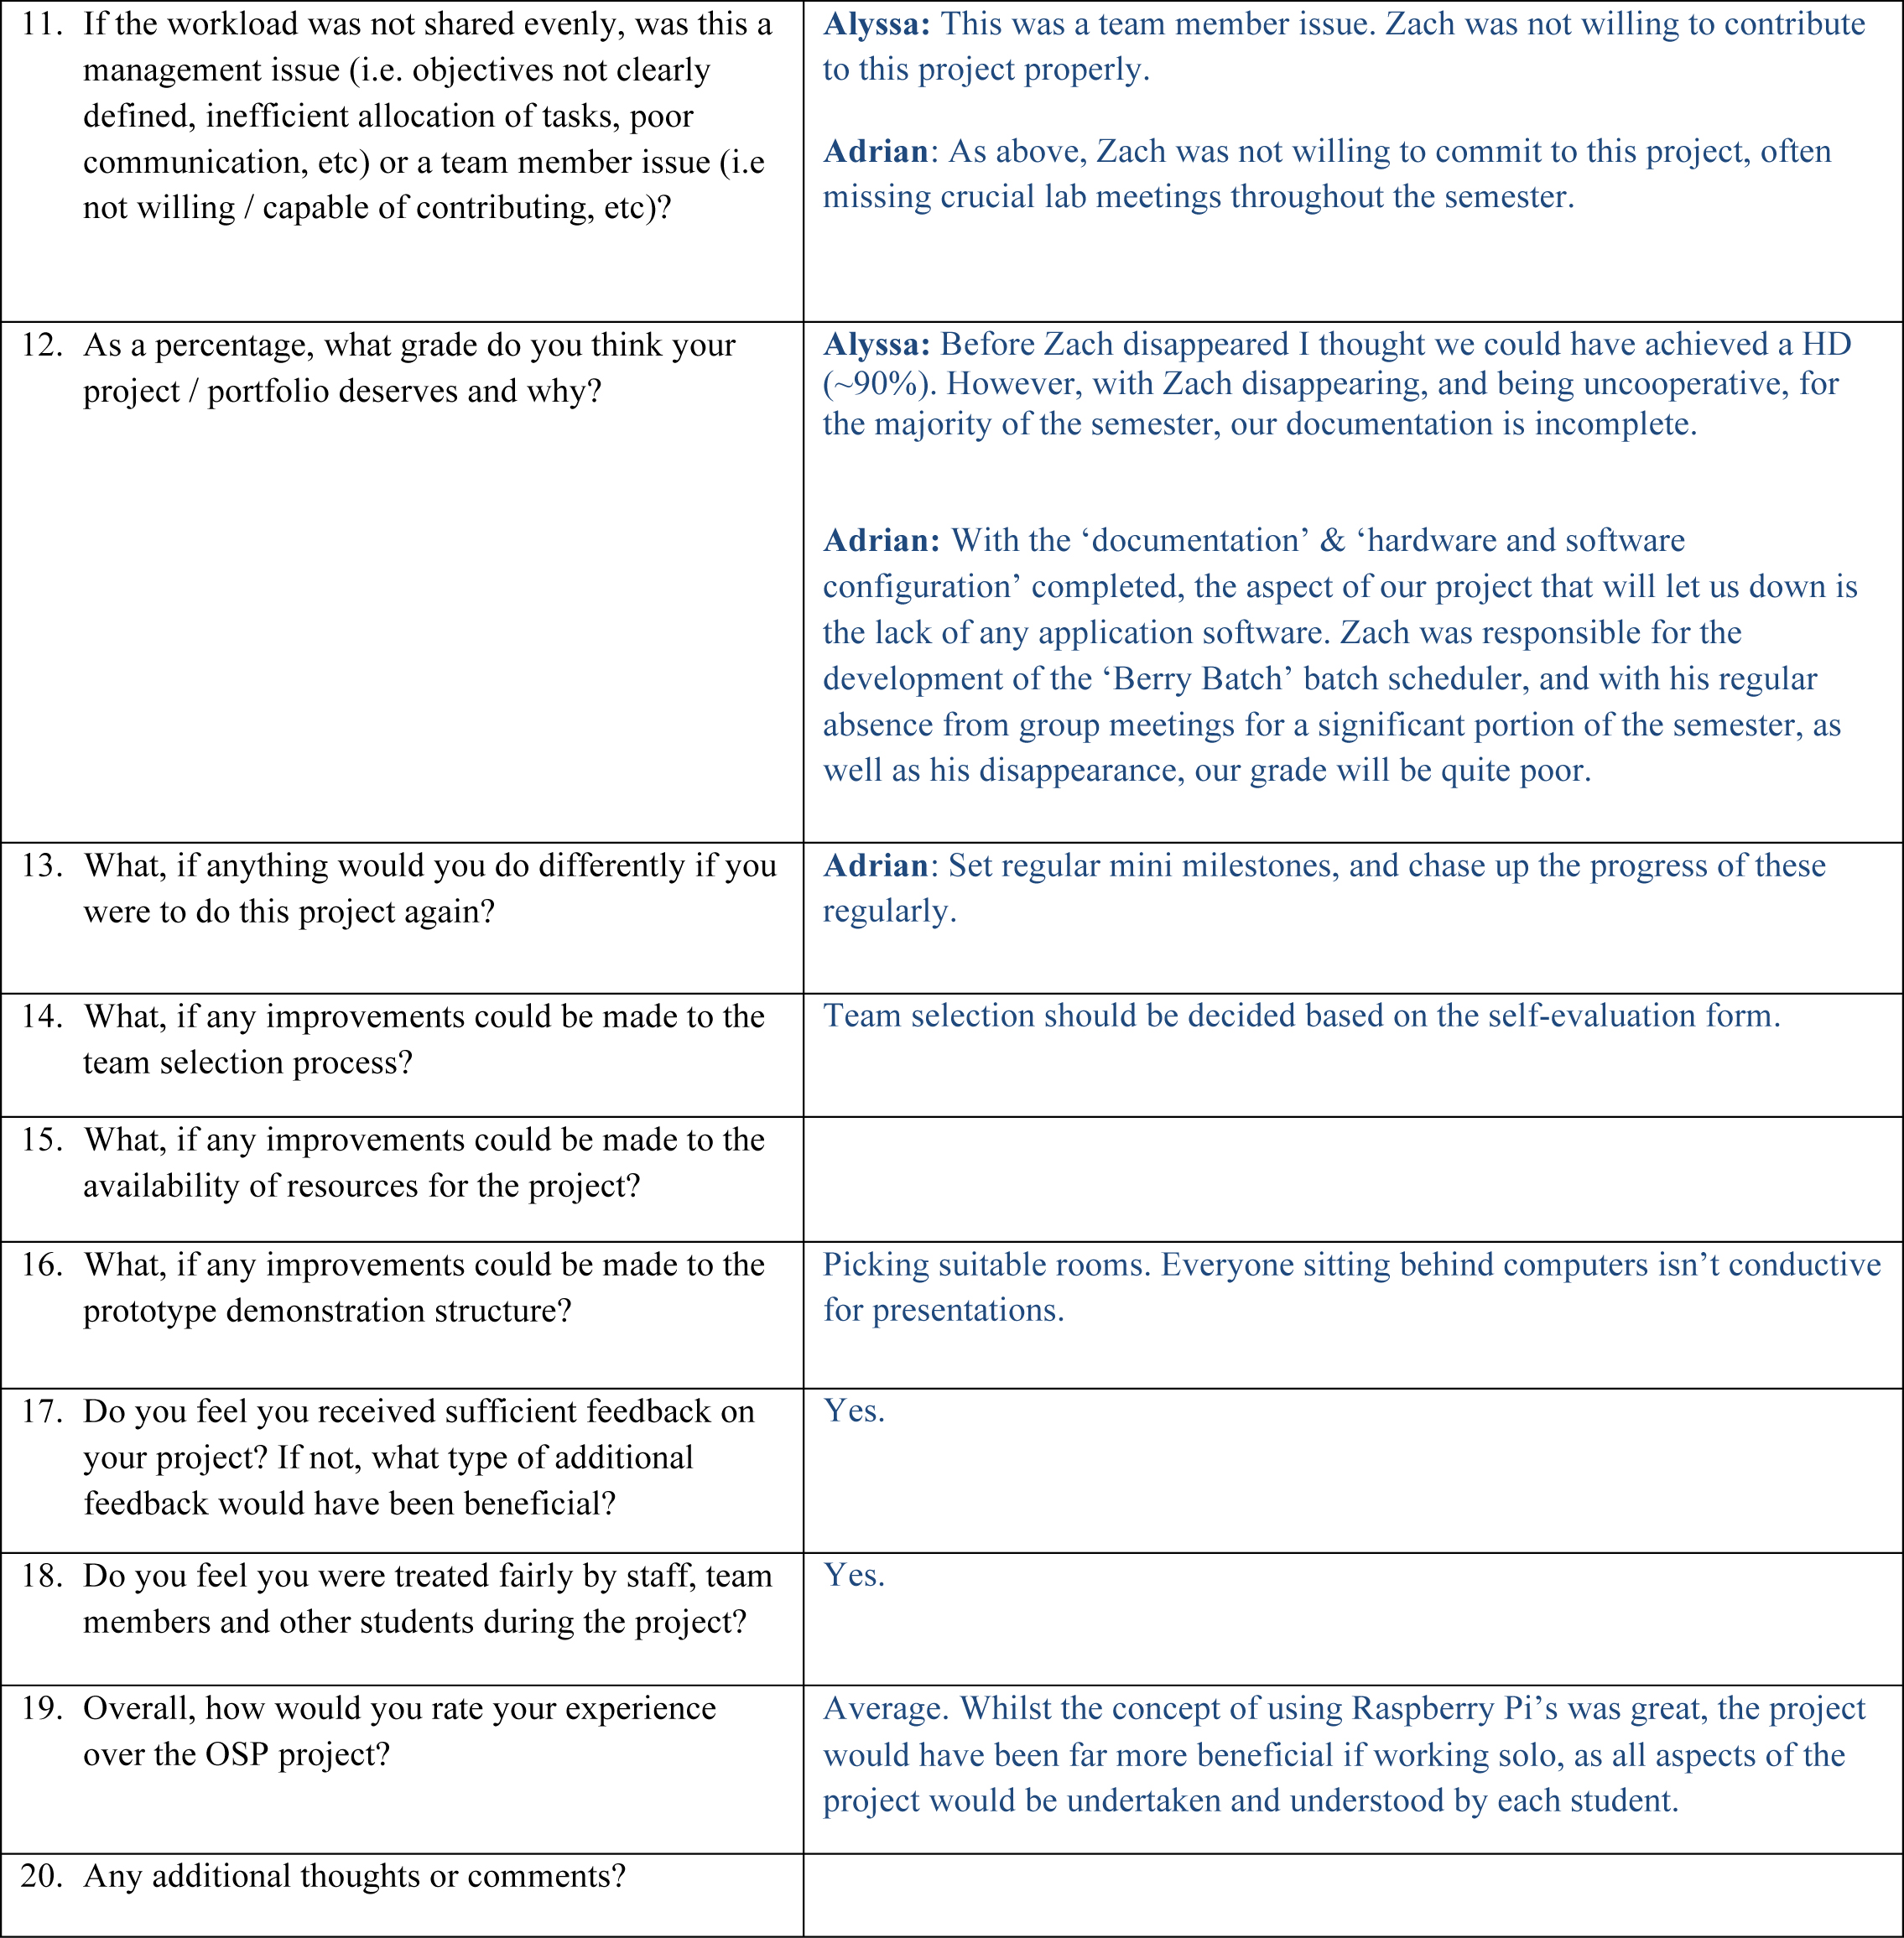 11. If the workload was not shared evenly, was this a
management issue (i.e. objectives not clearly
defined, inefficient allocation of tasks, poor
communication, etc) or a team member issue (i.e
not willing / capable of contributing, etc)?
Alyssa: This was a team member issue. Zach was not willing to contribute
to this project properly.
Adrian: As above, Zach was not willing to commit to this project, often
missing crucial lab meetings throughout the semester.
12. As a percentage, what grade do you think your
project / portfolio deserves and why?
Alyssa: Before Zach disappeared I thought we could have achieved a HD
(~90%). However, with Zach disappearing, and being uncooperative, for
the majority of the semester, our documentation is incomplete.
Adrian: With the ‘documentation’ & ‘hardware and software
configuration’ completed, the aspect of our project that will let us down is
the lack of any application software. Zach was responsible for the
development of the ‘Berry Batch’ batch scheduler, and with his regular
absence from group meetings for a significant portion of the semester, as
well as his disappearance, our grade will be quite poor.
13. What, if anything would you do differently if you
were to do this project again?
Adrian: Set regular mini milestones, and chase up the progress of these
regularly.
14. What, if any improvements could be made to the
team selection process?
Team selection should be decided based on the self-evaluation form.
15. What, if any improvements could be made to the
availability of resources for the project?
16. What, if any improvements could be made to the
prototype demonstration structure?
Picking suitable rooms. Everyone sitting behind computers isn’t conductive
for presentations.
17. Do you feel you received sufficient feedback on
your project? If not, what type of additional
feedback would have been beneficial?
Yes.
18. Do you feel you were treated fairly by staff, team
members and other students during the project?
Yes.
19. Overall, how would you rate your experience
over the OSP project?
Average. Whilst the concept of using Raspberry Pi’s was great, the project
would have been far more beneficial if working solo, as all aspects of the
project would be undertaken and understood by each student.
20. Any additional thoughts or comments?